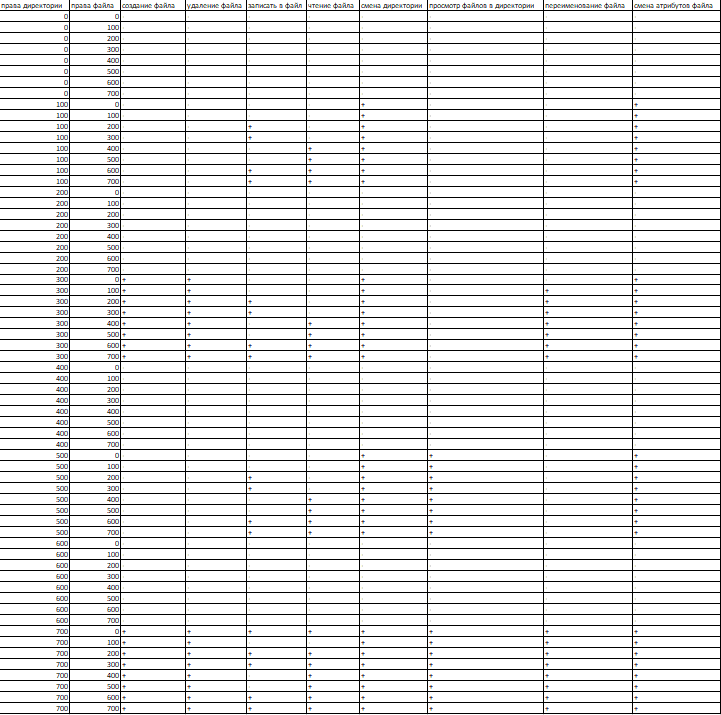 права директории права файла создание файла удаление файла записать в файл чтение файла смена директории просмотр файлов в директории переименование файла смена атрибутов файла
0 0
0 100
0 200
0 300
0 400
0 500
0 600
0 700
100 0 + +
100 100 + +
100 200 + + +
100 300 + + +
100 400 + + +
100 500 + + +
100 600 + + + +
100 700 + + + +
200 0
200 100
200 200
200 300
200 400
200 500
200 600
200 700
300 0 + + + +
300 100 + + + + +
300 200 + + + + + +
300 300 + + + + + +
300 400 + + + + + +
300 500 + + + + + +
300 600 + + + + + + +
300 700 + + + + + + +
400 0
400 100
400 200
400 300
400 400
400 500
400 600
400 700
500 0 + + +
500 100 + + +
500 200 + + + +
500 300 + + + +
500 400 + + + +
500 500 + + + +
500 600 + + + + +
500 700 + + + + +
600 0
600 100
600 200
600 300
600 400
600 500
600 600
600 700
700 0 + + + + + + + +
700 100 + + + + + +
700 200 + + + + + + + +
700 300 + + + + + + + +
700 400 + + + + + + +
700 500 + + + + + + +
700 600 + + + + + + + +
700 700 + + + + + + + +